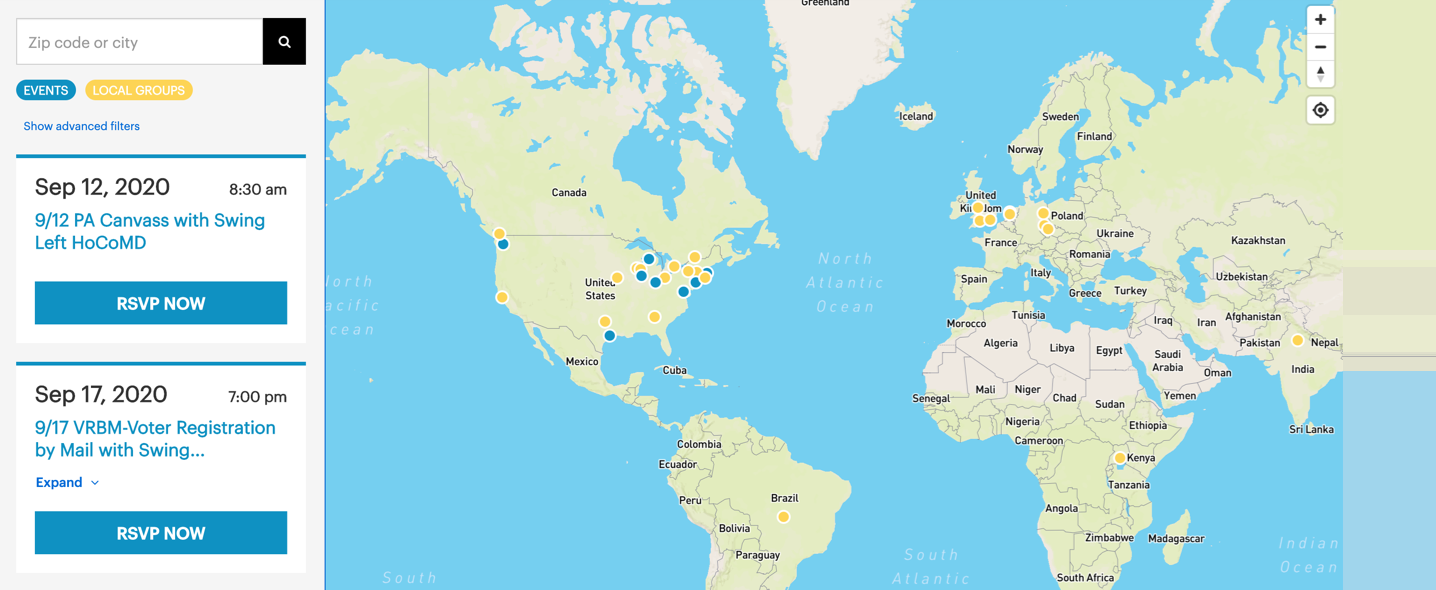 Zip code or city
EVENTS
LOCAL GROUPS
Show advanced filters
Sep 12, 2020
8:30 am
9/12 PA Canvass with Swing
Left HoCoMD
RSVP NOW
Sep 17, 2020
7:00 pm
9/17 VRBM-Voter Registration
by Mail with Swing...
Expand
RSVP NOW
Greenland
Iceland
Sweden
Finland
Norway
Canada
United
Kingdom
Poland
Ukraine
France
Kazakhstan
Romania
North
Atlantic
Ocean
Italy
Uzbekistan
Spain
Greece
Turkey
United
States
Tunisia
Morocco
Iraq
Iran
Afghanistan
Algeria
Libya
Egypt
Pakistan
Nepal
Saudi
Arabia
Mexico
Cuba
India
Oman
Mali
Niger
Chad
Sudan
Yemen
Senegal
Nigeria
Ethiopia
Sri Lanka
Cameroon
Colombia
Kenya
Ecuador
Tanzania
Peru
Brazil
Angola
Bolivia
Zimbabwe
Madagascar
Indian
Ocean
Paraguay
South
Atlantic
South
South Africa